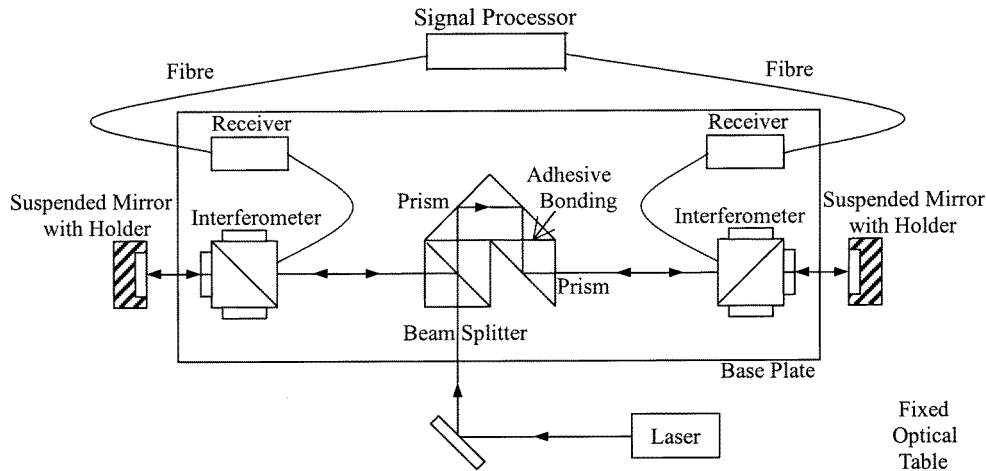 Signal Processor
Fibre
Fibre
Receiver
Receiver
Adhesive
Bonding
Prism
Suspended Mirror
with Holder
Interferometer
Interferometer
Suspended Mirror
with Holder
Prism
Beam Splitter
Base Plate
Laser
Fixed
Optical
Table